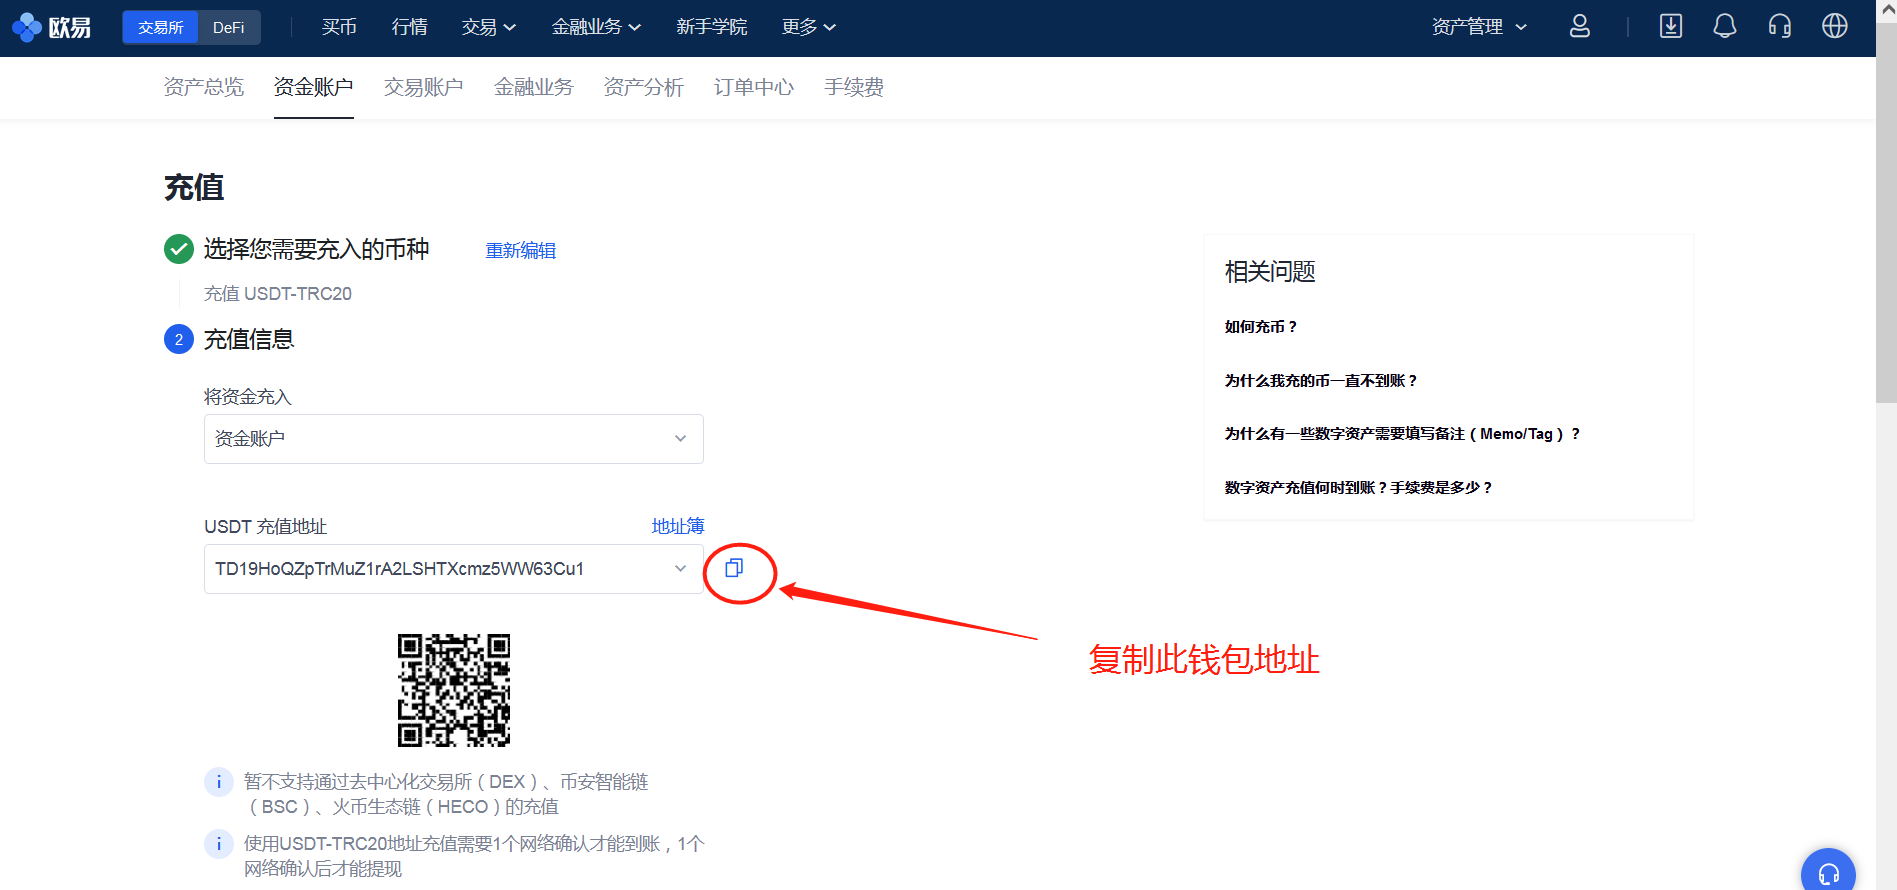 欧易 交易所 DeFi 买币 行情 交易 金融业务 新手学院 更多 资产管理
资产总览 资金账户 交易账户 金融业务 资产分析 订单中心 手续费
充值
选择您需要充入的币种 重新编辑
充值 USDT-TRC20
2 充值信息
将资金充入
资金账户
USDT 充值地址 地址簿
TD19HoQZpTrMuZ1rA2LSHTXcmz5WW63Cu1
复制此钱包地址
暂不支持通过去中心化交易所（DEX）、币安智能链
（BSC）、火币生态链（HECO）的充值
使用USDT-TRC20地址充值需要1个网络确认才能到账，1个
网络确认后才能提现
相关问题
如何充币？
为什么我充的币一直不到账？
为什么有一些数字资产需要填写备注（Memo/Tag）？
数字资产充值何时到账？手续费是多少？